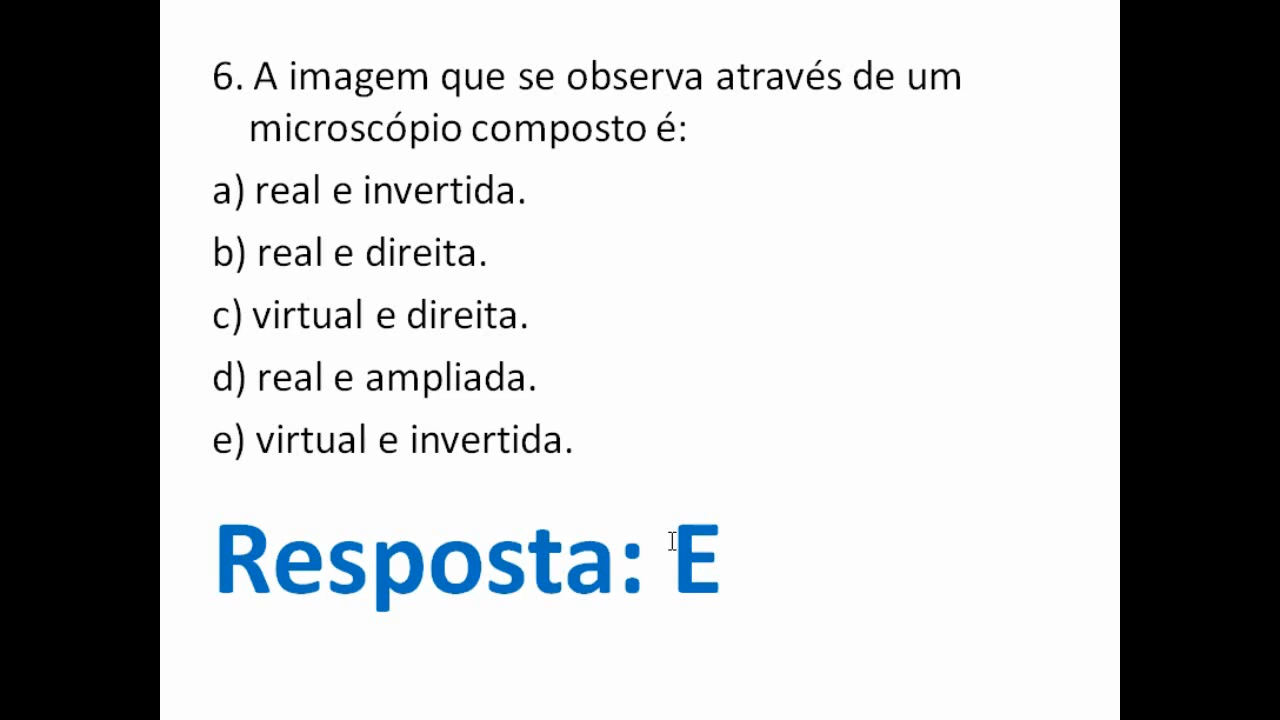 6. A imagem que se observa através de um
microscópio composto é:
a) real e invertida.
b) real e direita.
c) virtual e direita.
d) real e ampliada.
e) virtual e invertida.
Resposta: E